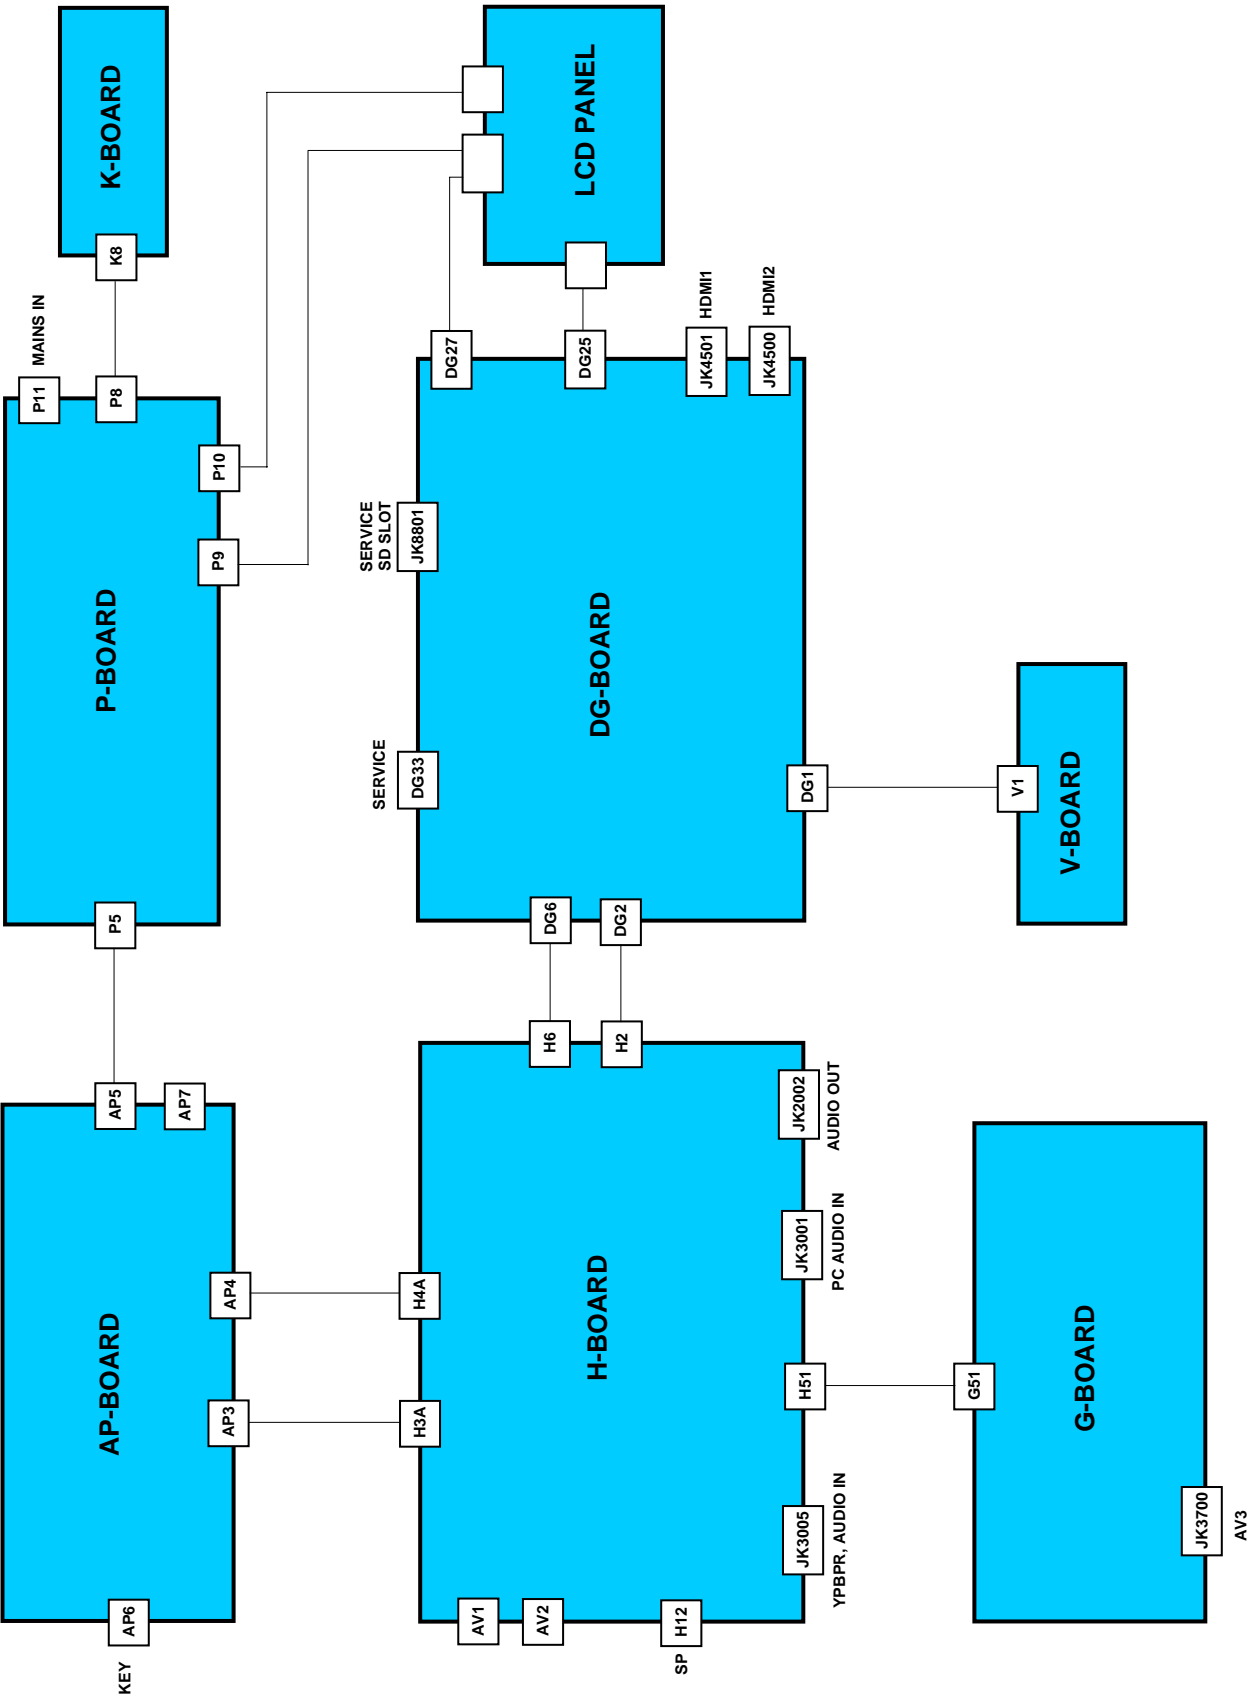 KEY
AP6
AP-BOARD
AP5
AP7
AP3
AP4
P5
P-BOARD
P11
MAINS IN
P8
P9
P10
K8
K-BOARD
AV1
AV2
SP
H12
H3A
H4A
H-BOARD
H6
H2
YPBPR, AUDIO IN
JK3005
H51
PC AUDIO IN
JK3001
AUDIO OUT
JK2002
DG6
DG2
SERVICE
DG33
SERVICE
SD SLOT
JK8801
DG-BOARD
DG27
DG25
JK4501
HDMI1
JK4500
HDMI2
DG1
LCD PANEL
G51
G-BOARD
JK3700
AV3
V1
V-BOARD